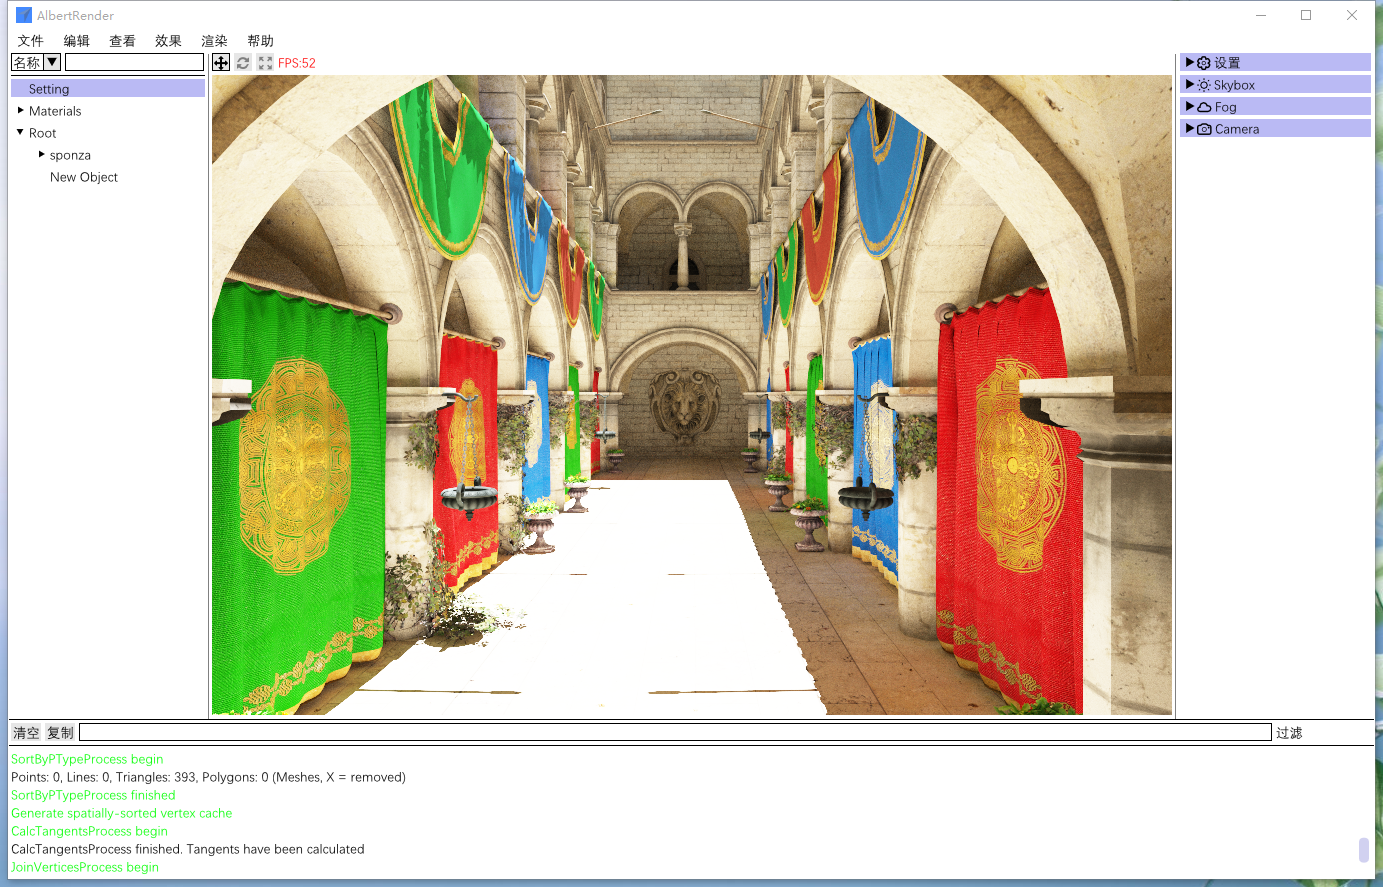 AlbertRender
文件 编辑 查看 效果 渲染 帮助
名称 FPS:52
Setting
Materials
Root
sponza
New Object
设置
Skybox
Fog
Camera
清空 复制 过滤
SortByPTypeProcess begin
Points: 0, Lines: 0, Triangles: 393, Polygons: 0 (Meshes, X = removed)
SortByPTypeProcess finished
Generate spatially-sorted vertex cache
CalcTangentsProcess begin
CalcTangentsProcess finished. Tangents have been calculated
JoinVerticesProcess begin